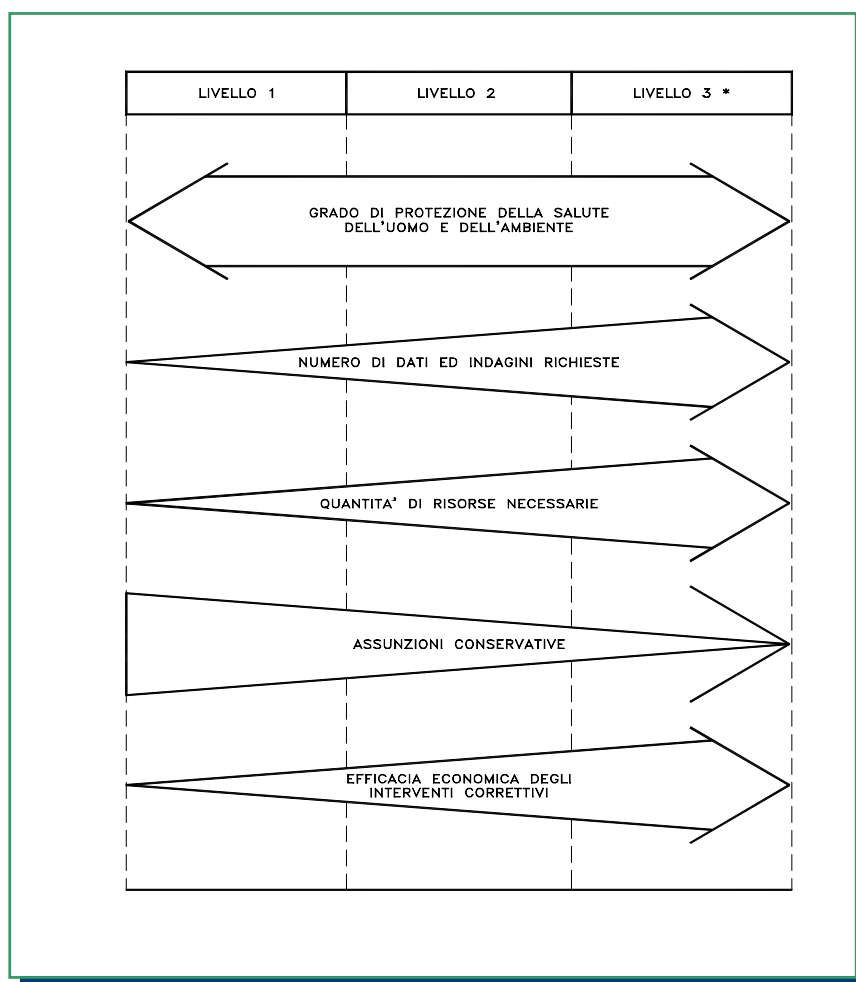 LIVELLO 1
LIVELLO 2
LIVELLO 3 *
GRADO DI PROTEZIONE DELLA SALUTE
DELL'UOMO E DELL'AMBIENTE
NUMERO DI DATI ED INDAGINI RICHIESTE
QUANTITA' DI RISORSE NECESSARIE
ASSUNZIONI CONSERVATIVE
EFFICACIA ECONOMICA DEGLI
INTERVENTI CORRETTIVI